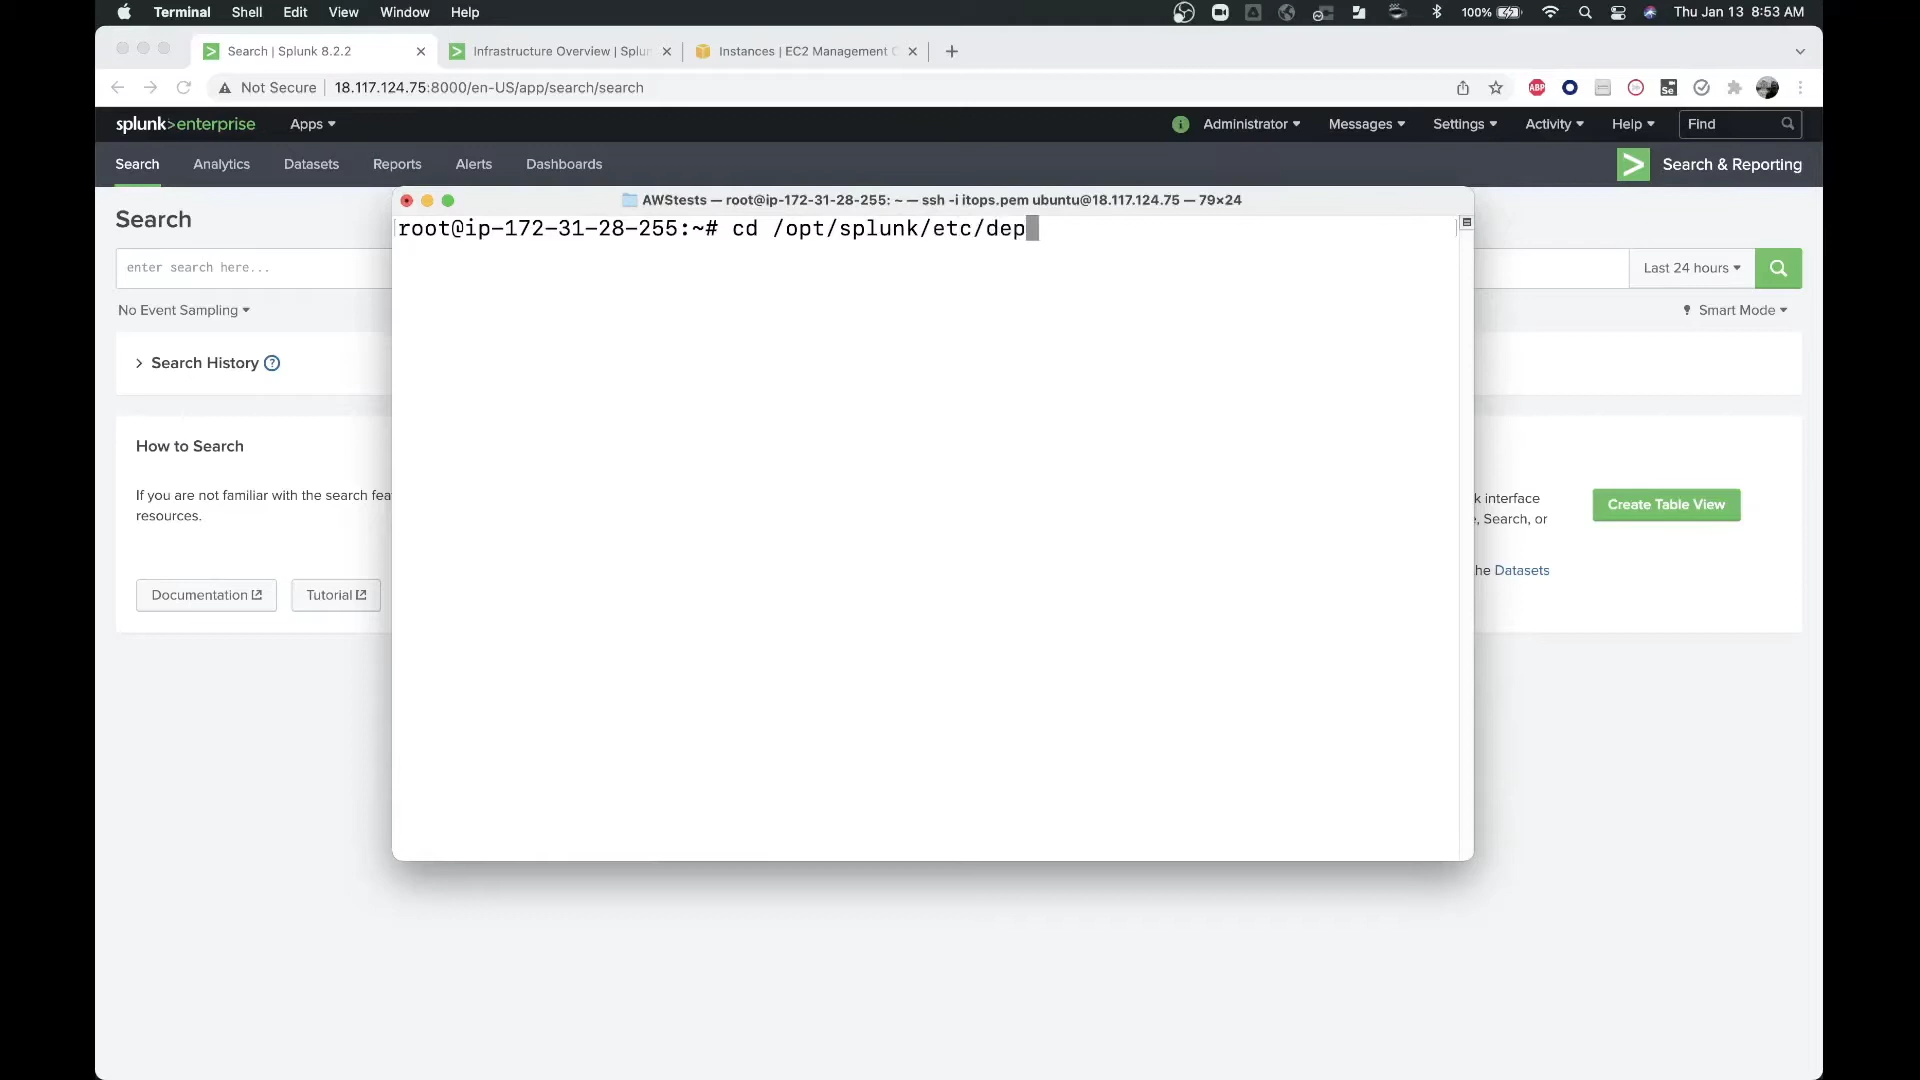 Terminal Shell Edit View Window Help 100% Thu Jan 13 8:53 AM
Search | Splunk 8.2.2 Infrastructure Overview | Splun Instances | EC2 Management C
Not Secure 18.117.124.75:8000/en-US/app/search/search ABP Se
splunk>enterprise Apps i Administrator Messages Settings Activity Help Find
Search Analytics Datasets Reports Alerts Dashboards Search & Reporting
AWStests — root@ip-172-31-28-255: ~ — ssh -i itops.pem ubuntu@18.117.124.75 — 79×24
Search
root@ip-172-31-28-255:~# cd /opt/splunk/etc/dep
enter search here... Last 24 hours
No Event Sampling Smart Mode
Search History ?
How to Search
If you are not familiar with the search fea
resources.
k interface
, Search, or
Create Table View
the Datasets
Documentation Tutorial